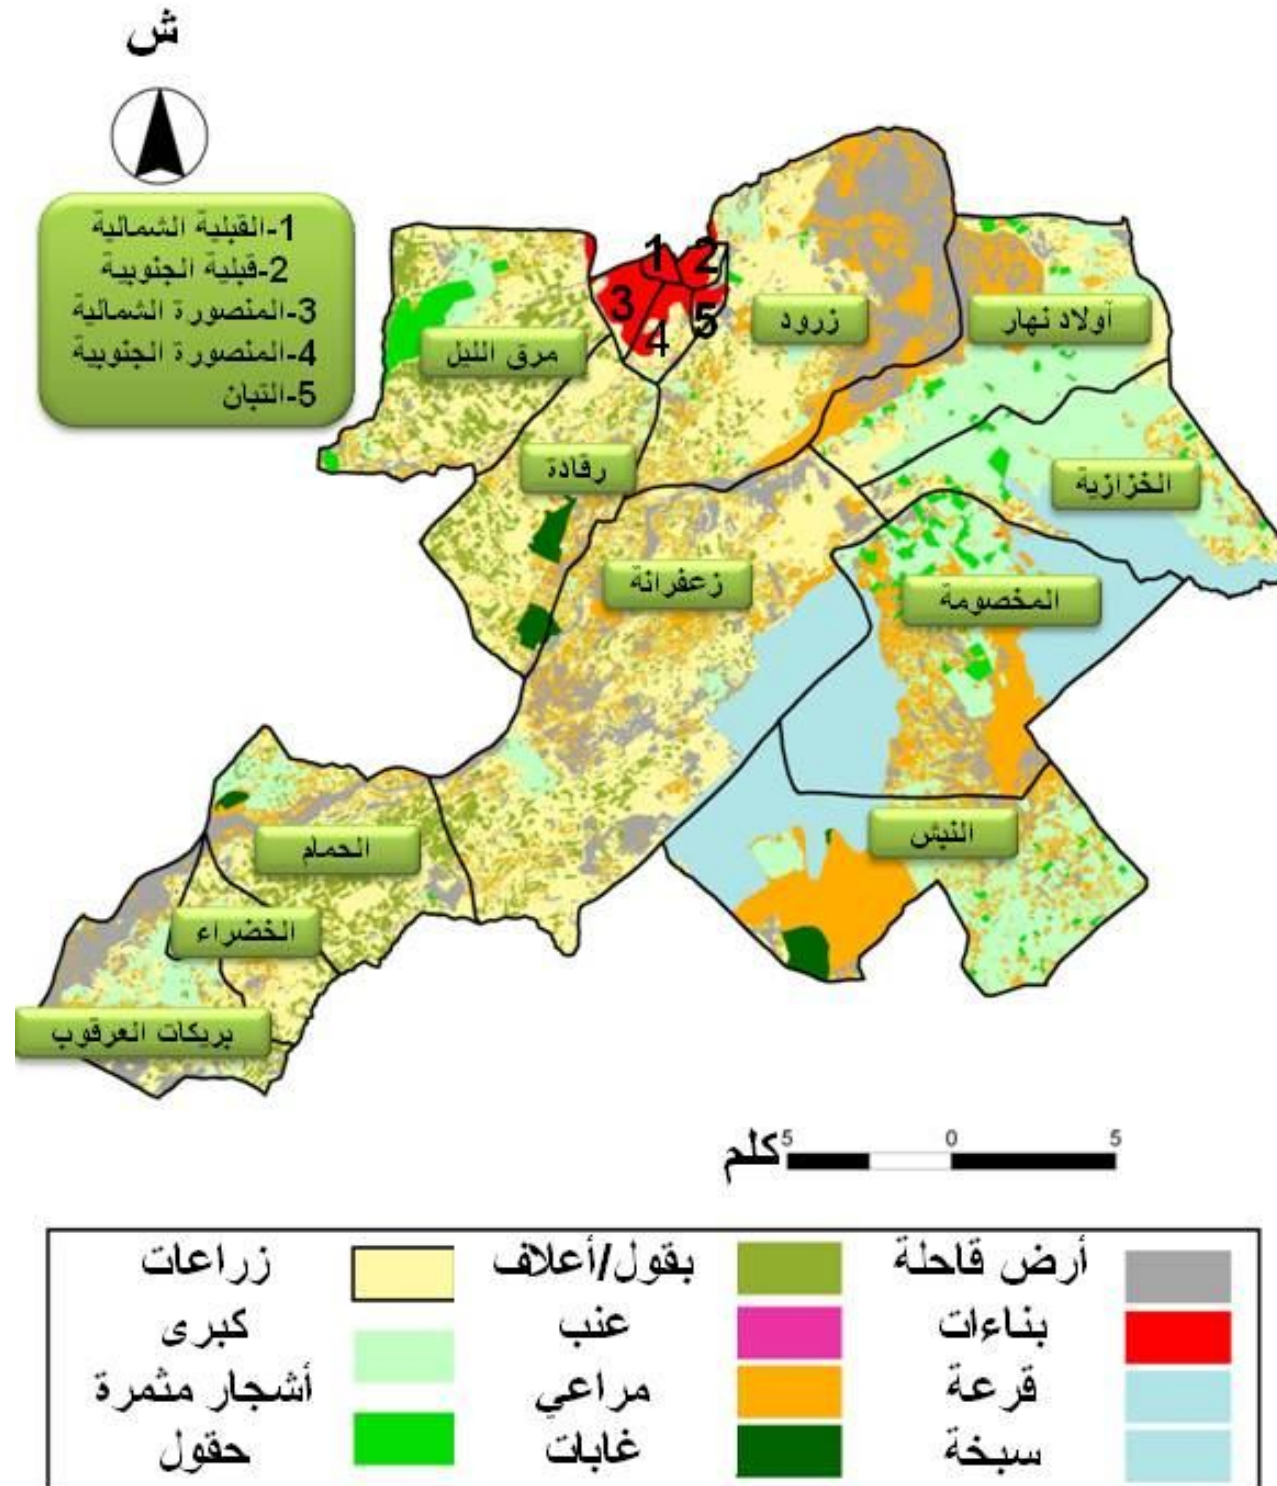 ش
1-القبلية الشمالية
2-قبلية الجنوبية
3-المنصورة الشمالية
4-المنصورة الجنوبية
5-التبان
1
2
3
4
5
زرود
أولاد نهار
مرق الليل
رقادة
الخزازية
زعفرانة
المخصومة
النبش
الحمام
الخضراء
بريكات العرقوب
كلم 5 0 5
أرض قاحلة
بناءات
قرعة
سبخة
بقول/أعلاف
عنب
مراعي
غابات
زراعات
كبرى
أشجار مثمرة
حقول